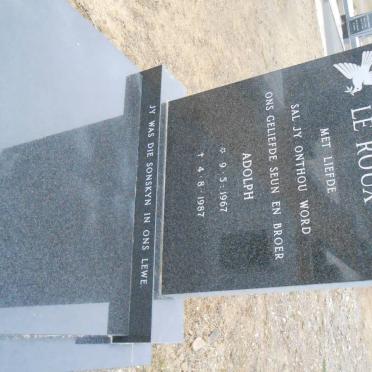 LE ROUX
MET LIEFDE
SAL JY ONTHOU WORD
ONS GELIEFDE SEUN EN BROER
ADOLPH
☆ 9.5.1967
† 4.8.1987
JY WAS DIE SONSKYN IN ONS LEWE